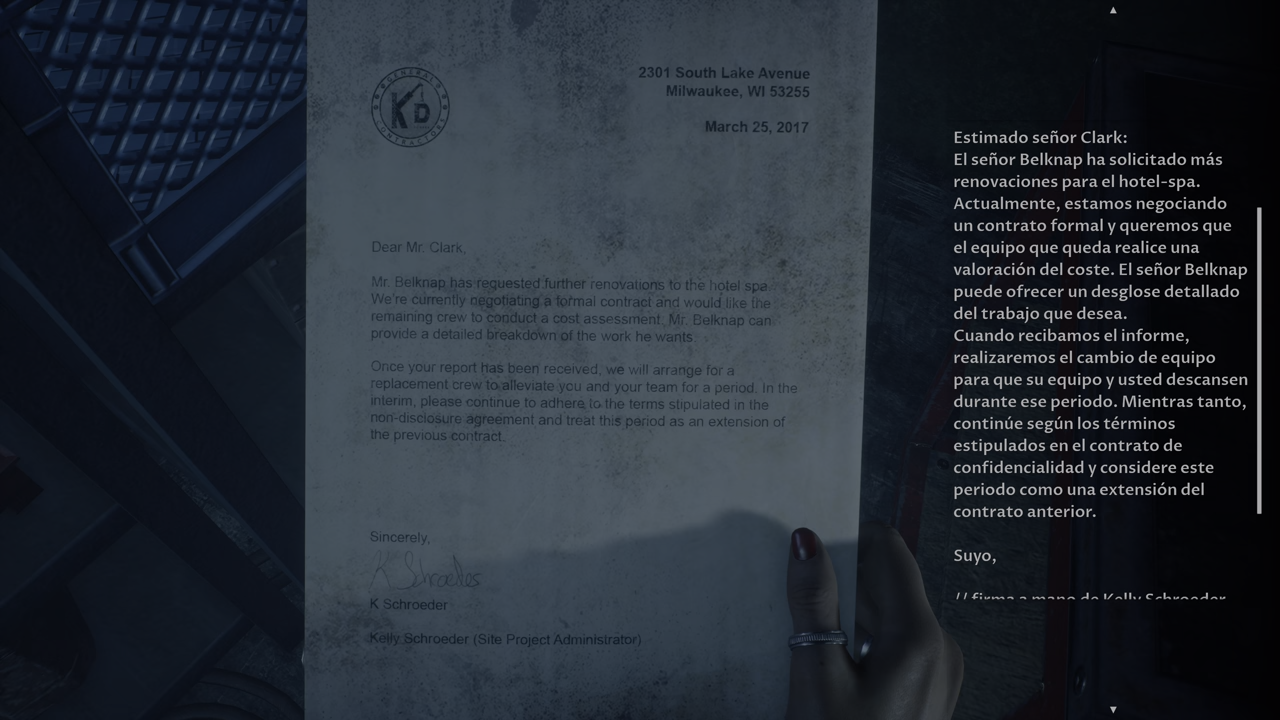 GENERAL
KD
CONTRACTORS
2301 South Lake Avenue
Milwaukee, WI 53255
March 25, 2017
Dear Mr. Clark,
Mr. Belknap has requested further renovations to the hotel spa.
We're currently negotiating a formal contract and would like the
remaining crew to conduct a cost assessment. Mr. Belknap can
provide a detailed breakdown of the work he wants.
Once your report has been received, we will arrange for a
replacement crew to alleviate you and your team for a period. In the
interim, please continue to adhere to the terms stipulated in the
non-disclosure agreement and treat this period as an extension of
the previous contract.
Sincerely,
K Schroeder
K Schroeder
Kelly Schroeder (Site Project Administrator)
Estimado señor Clark:
El señor Belknap ha solicitado más
renovaciones para el hotel-spa.
Actualmente, estamos negociando
un contrato formal y queremos que
el equipo que queda realice una
valoración del coste. El señor Belknap
puede ofrecer un desglose detallado
del trabajo que desea.
Cuando recibamos el informe,
realizaremos el cambio de equipo
para que su equipo y usted descansen
durante ese periodo. Mientras tanto,
continúe según los términos
estipulados en el contrato de
confidencialidad y considere este
periodo como una extensión del
contrato anterior.
Suyo,
// firma a mano de Kelly Schroeder